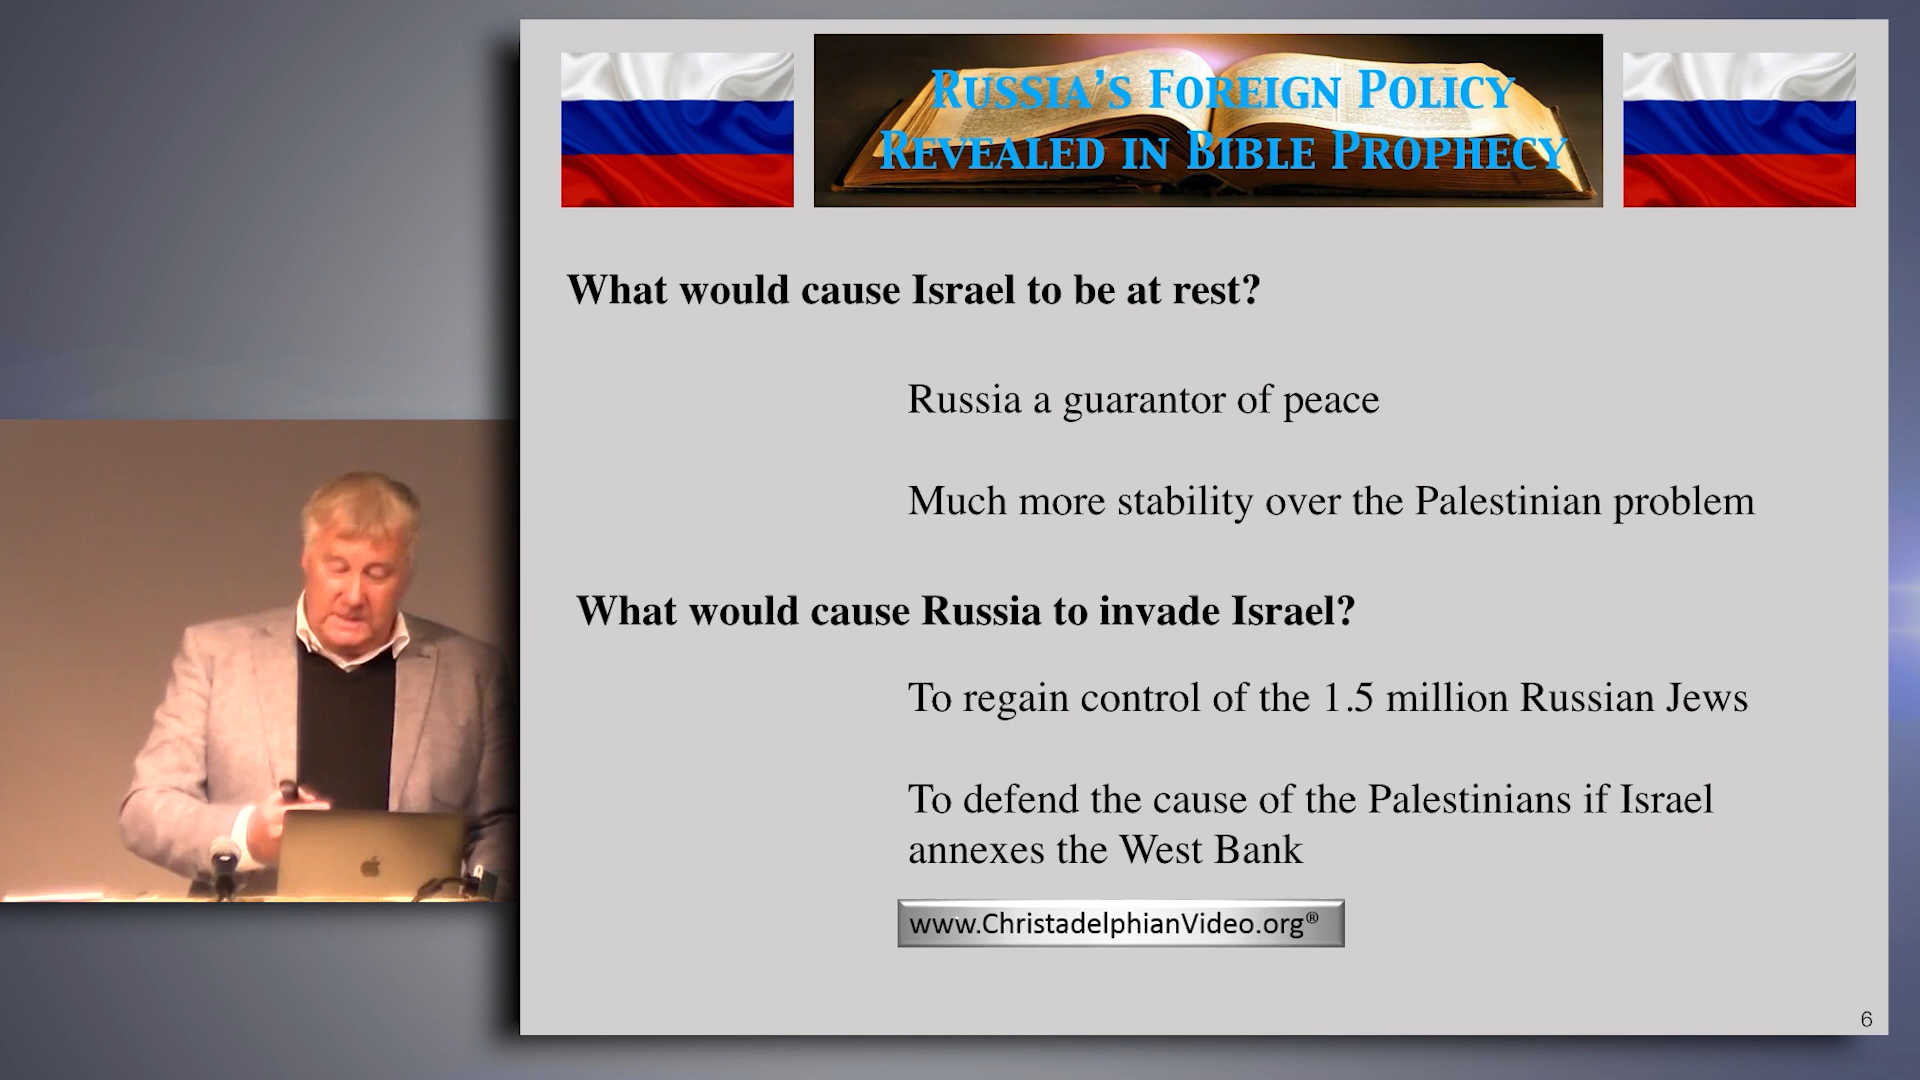 Russia's Foreign Policy
Revealed in Bible Prophecy
What would cause Israel to be at rest?
Russia a guarantor of peace
Much more stability over the Palestinian problem
What would cause Russia to invade Israel?
To regain control of the 1.5 million Russian Jews
To defend the cause of the Palestinians if Israel
annexes the West Bank
www.ChristadelphianVideo.org®
6